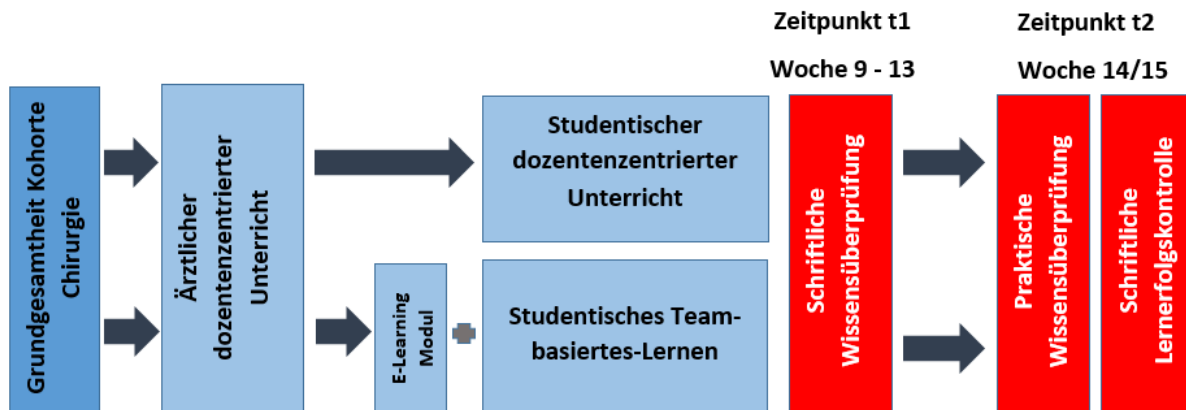 Zeitpunkt t1
Woche 9 - 13
Zeitpunkt t2
Woche 14/15
Grundgesamtheit Kohorte
Chirurgie
Ärztlicher
dozentenzentrierter
Unterricht
Studentischer
dozentenzentrierter
Unterricht
E-Learning
Modul
Studentisches Team-
basiertes-Lernen
Schriftliche
Wissensüberprüfung
Praktische
Wissensüberprüfung
Schriftliche
Lernerfolgskontrolle